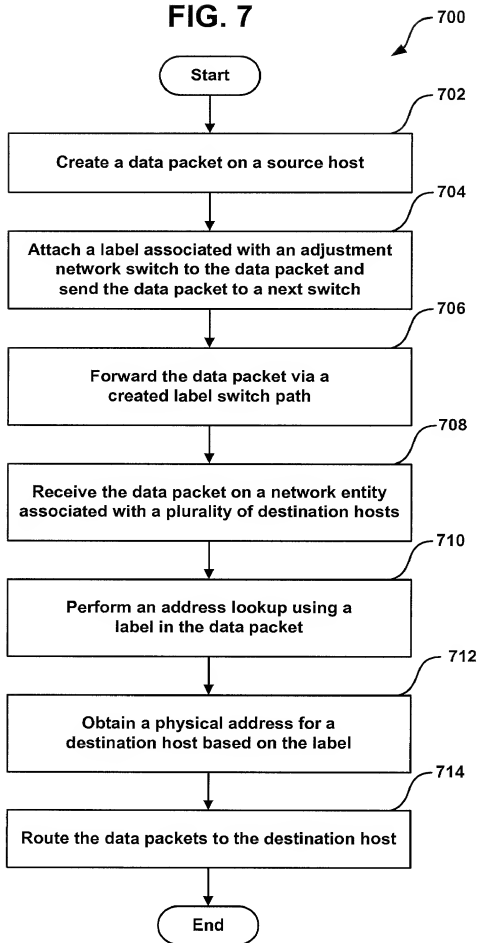 FIG. 7
700
Start
702
Create a data packet on a source host
704
Attach a label associated with an adjustment
network switch to the data packet and
send the data packet to a next switch
706
Forward the data packet via a
created label switch path
708
Receive the data packet on a network entity
associated with a plurality of destination hosts
710
Perform an address lookup using a
label in the data packet
712
Obtain a physical address for a
destination host based on the label
714
Route the data packets to the destination host
End